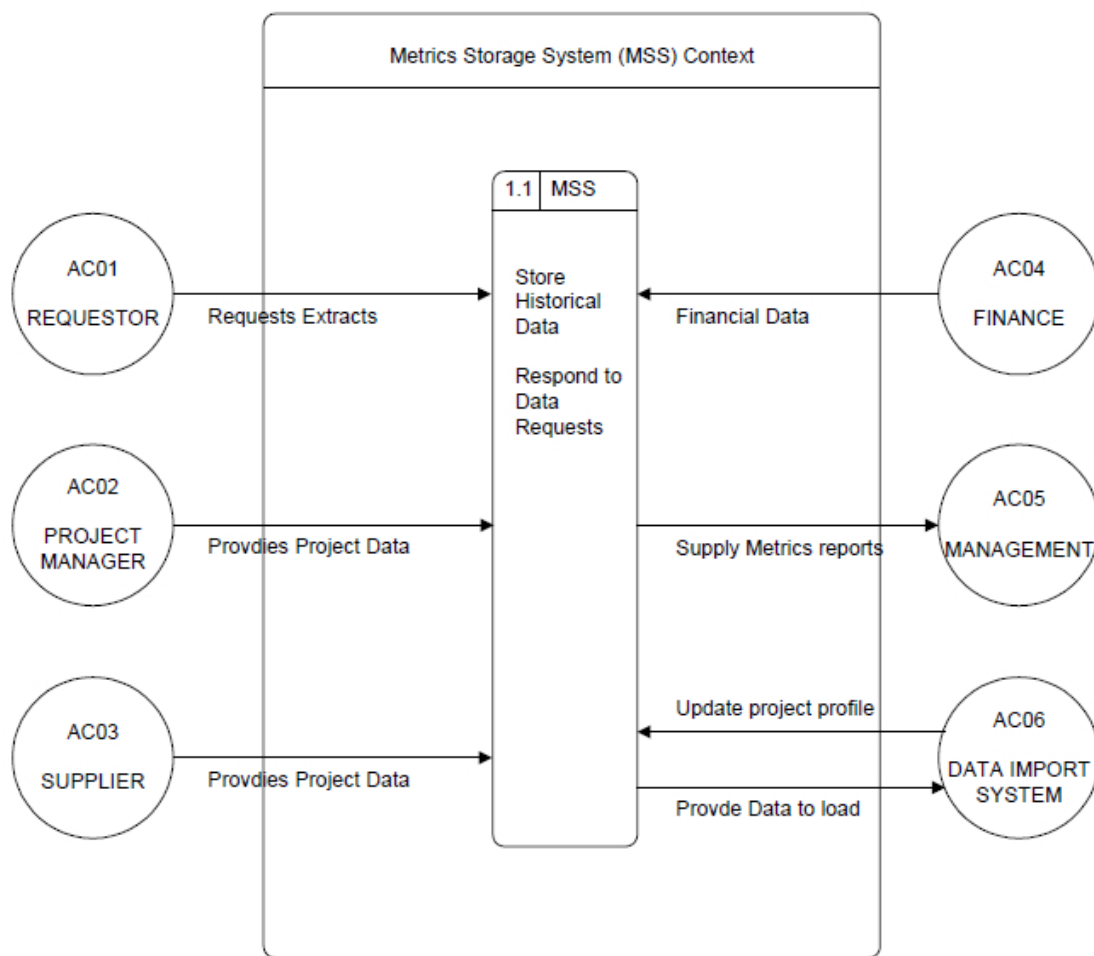 Metrics Storage System (MSS) Context
1.1 MSS
Store
Historical
Data
Respond to
Data
Requests
AC01
REQUESTOR
Requests Extracts
AC02
PROJECT
MANAGER
Provdies Project Data
AC03
SUPPLIER
Provdies Project Data
AC04
FINANCE
Financial Data
AC05
MANAGEMENT
Supply Metrics reports
AC06
DATA IMPORT
SYSTEM
Update project profile
Provde Data to load